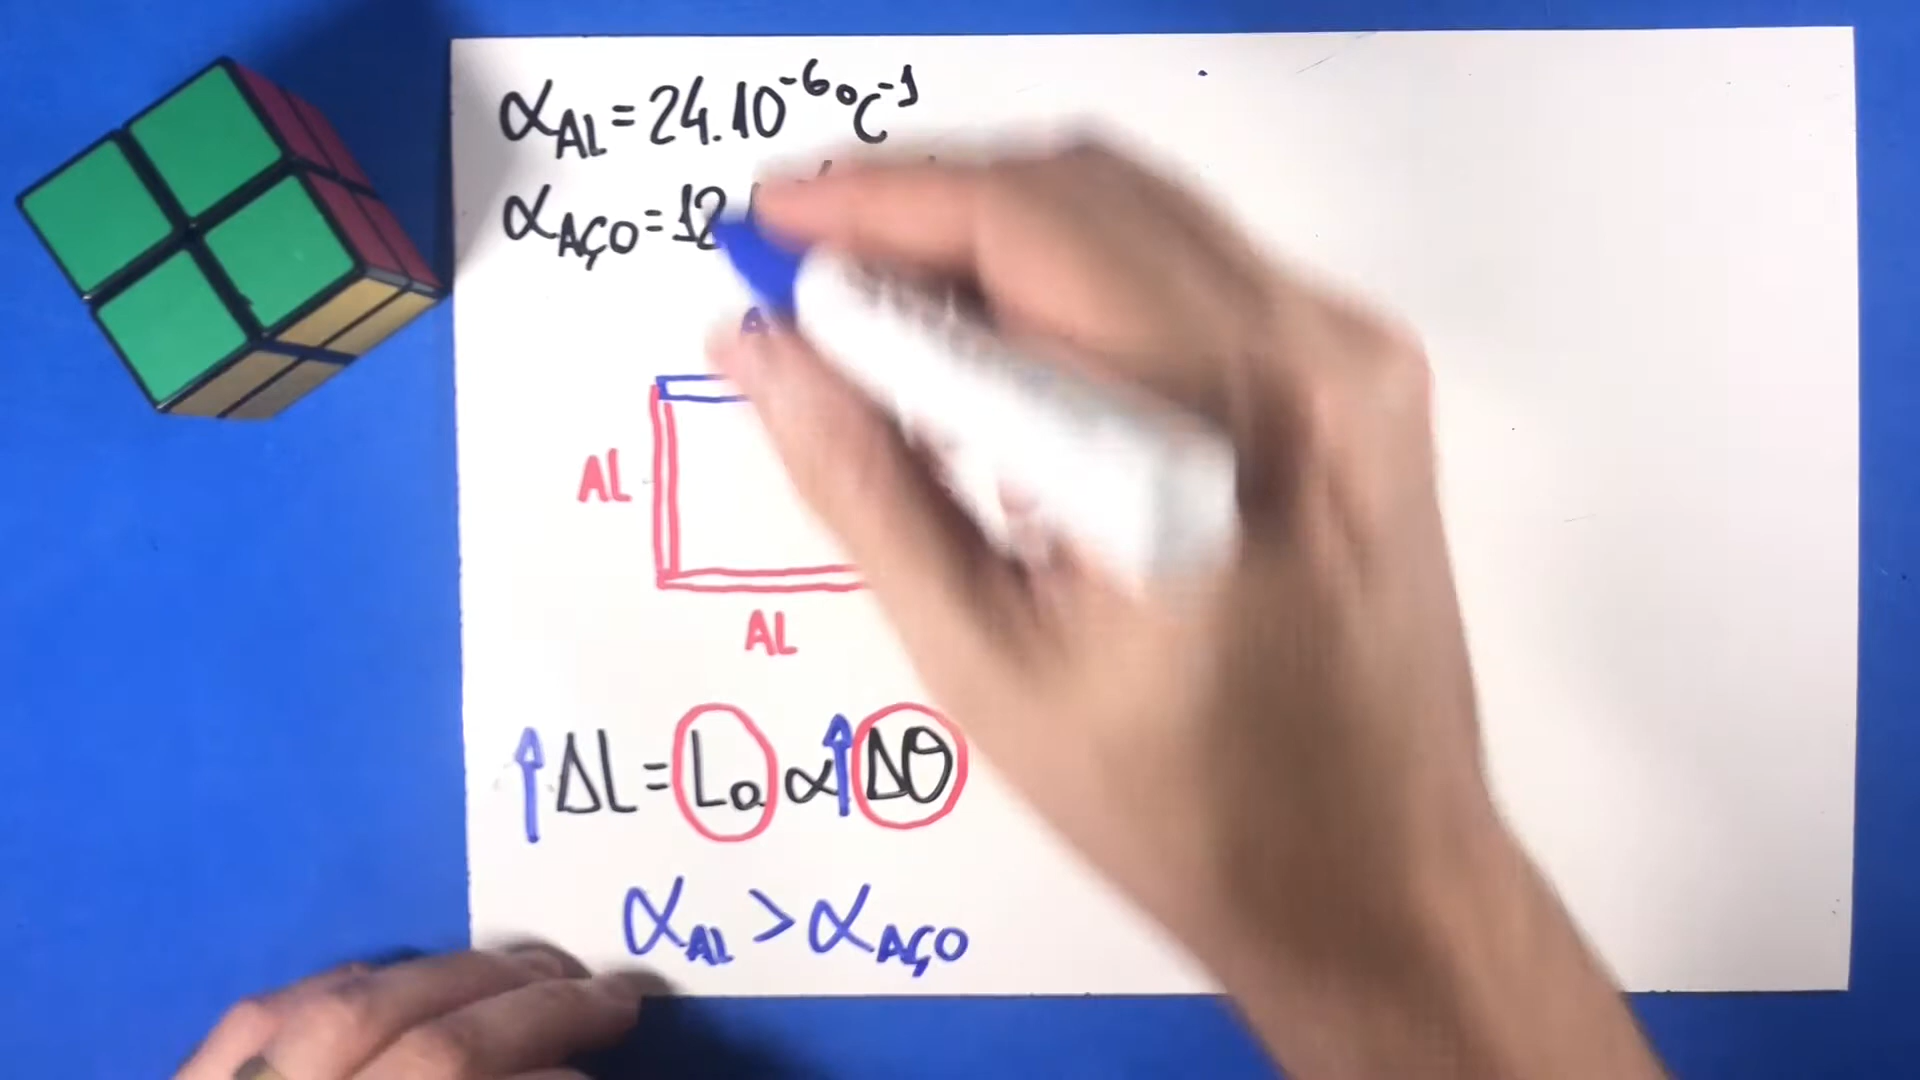 αAL = 24.10⁻⁶ °C⁻¹
αAÇO = 12
AL
AL
↑ΔL = L₀ α↑ Δθ
αAL > αAÇO